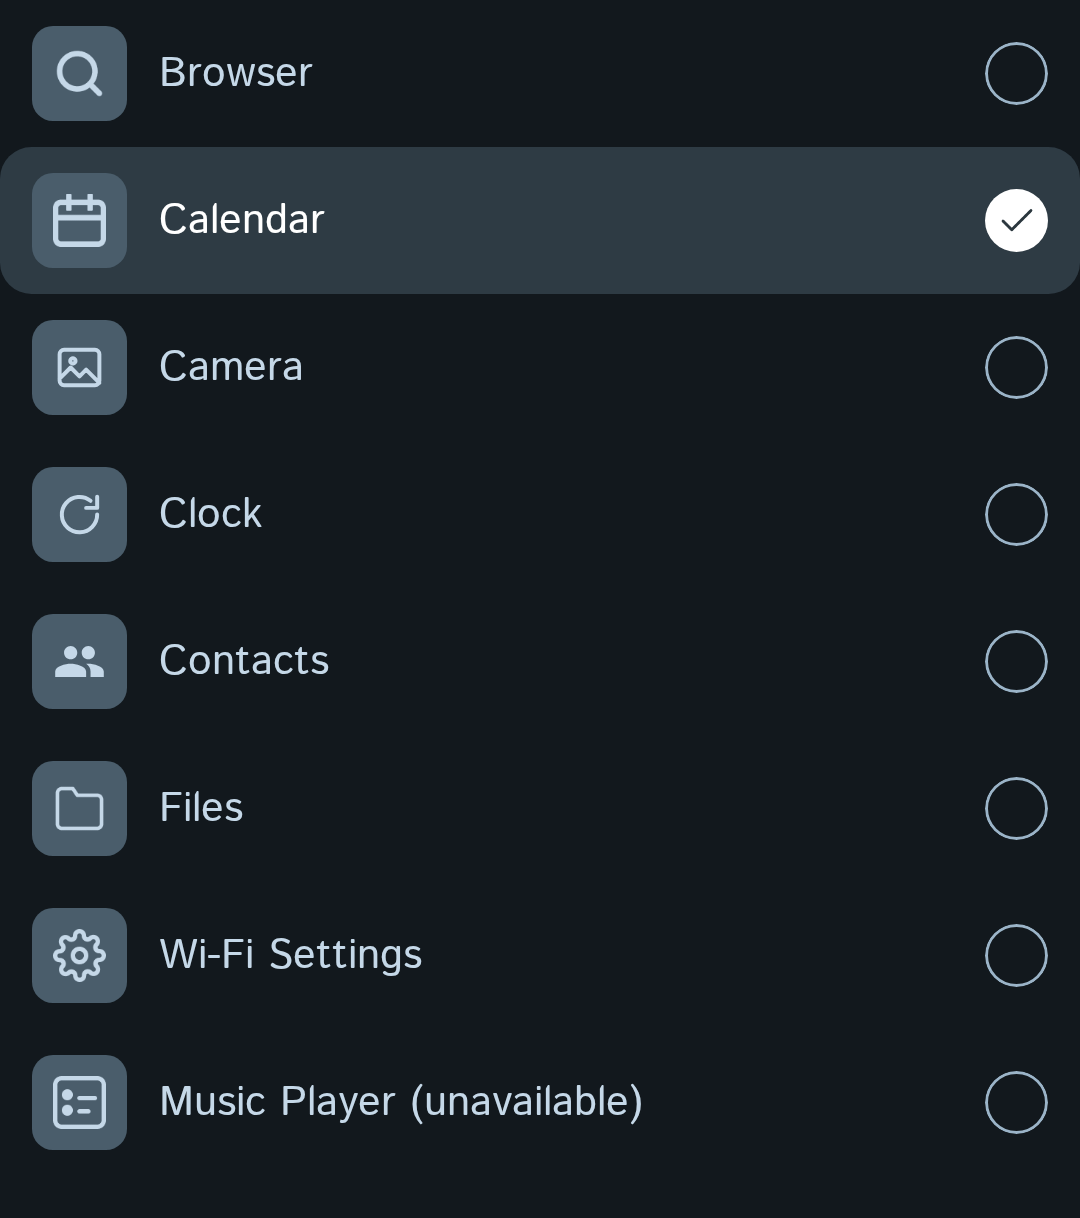 Browser
Calendar
Camera
Clock
Contacts
Files
Wi-Fi Settings
Music Player (unavailable)